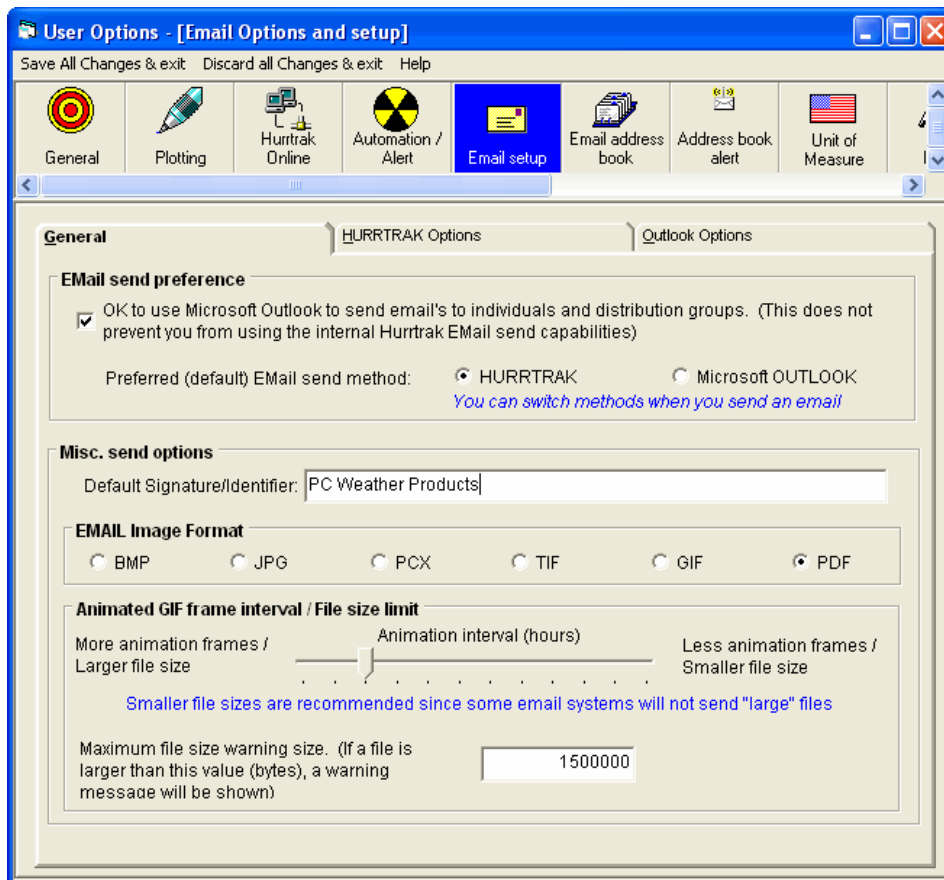 User Options - [Email Options and setup]
Save All Changes & exit Discard all Changes & exit Help
General
Plotting
Hurrtrak
Online
Automation /
Alert
Email setup
Email address
book
Address book
alert
Unit of
Measure
General
HURRTRAK Options
Outlook Options
EMail send preference
OK to use Microsoft Outlook to send email's to individuals and distribution groups. (This does not
prevent you from using the internal Hurrtrak EMail send capabilities)
Preferred (default) EMail send method: HURRTRAK Microsoft OUTLOOK
You can switch methods when you send an email
Misc. send options
Default Signature/Identifier: PC Weather Products
EMAIL Image Format
BMP JPG PCX TIF GIF PDF
Animated GIF frame interval / File size limit
More animation frames /
Larger file size
Animation interval (hours)
Less animation frames /
Smaller file size
Smaller file sizes are recommended since some email systems will not send "large" files
Maximum file size warning size. (If a file is
larger than this value (bytes), a warning
message will be shown)
1500000